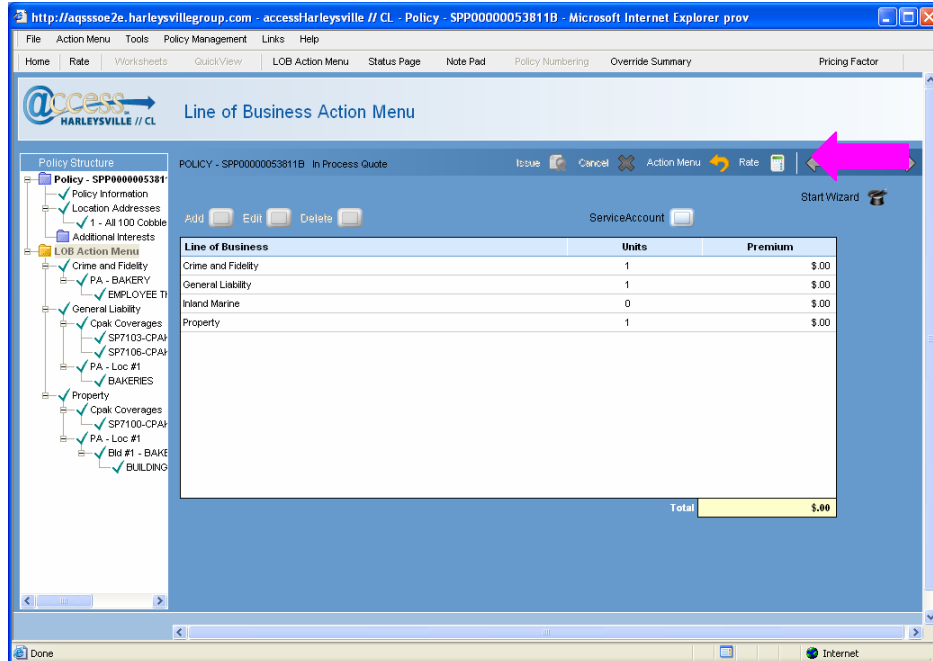 http://aqsssoe2e.harleysvillegroup.com - accessHarleysville // CL - Policy - SPP00000053811B - Microsoft Internet Explorer prov
File Action Menu Tools Policy Management Links Help
Home Rate Worksheets QuickView LOB Action Menu Status Page Note Pad Policy Numbering Override Summary Pricing Factor
@ccess
HARLEYSVILLE // CL
Line of Business Action Menu
Policy Structure
POLICY - SPP00000053811B In Process Quote
Issue Cancel Action Menu Rate
Start Wizard
Add Edit Delete ServiceAccount
Policy - SPP0000005381
Policy Information
Location Addresses
1 - All 100 Cobble
Additional Interests
LOB Action Menu
Crime and Fidelity
PA - BAKERY
EMPLOYEE TH
General Liability
Cpak Coverages
SP7103-CPAK
SP7106-CPAK
PA - Loc #1
BAKERIES
Property
Cpak Coverages
SP7100-CPAK
PA - Loc #1
Bld #1 - BAKE
BUILDING
Line of Business Units Premium
Crime and Fidelity 1 $.00
General Liability 1 $.00
Inland Marine 0 $.00
Property 1 $.00
Total $.00
Done
Internet